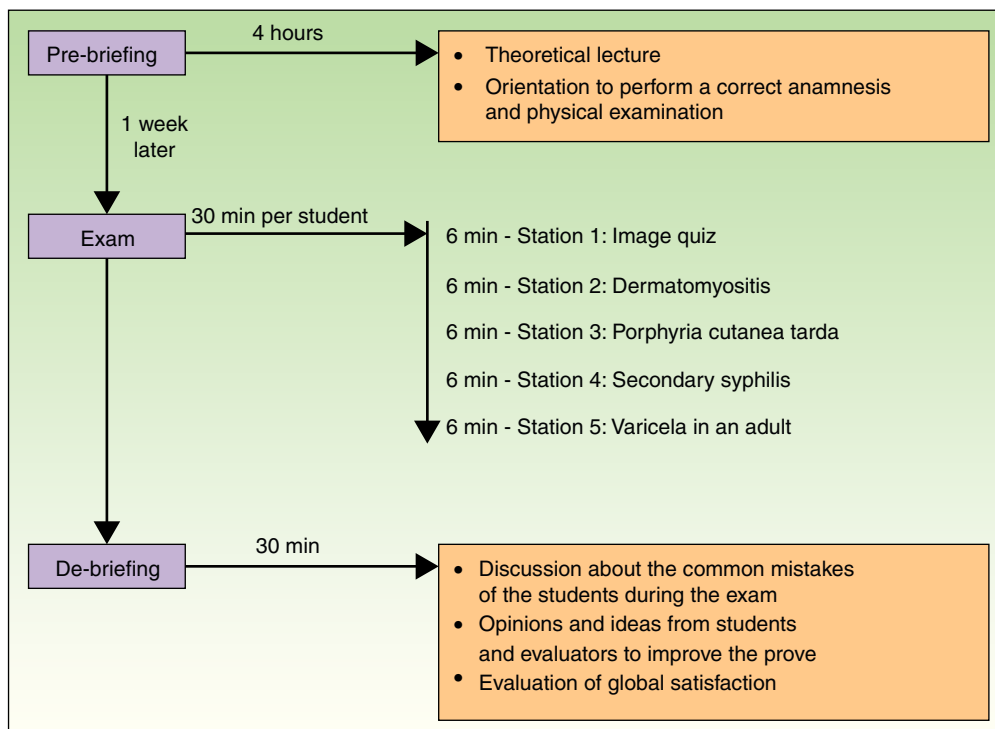 Pre-briefing
4 hours
• Theoretical lecture
• Orientation to perform a correct anamnesis
and physical examination
1 week
later
Exam
30 min per student
6 min - Station 1: Image quiz
6 min - Station 2: Dermatomyositis
6 min - Station 3: Porphyria cutanea tarda
6 min - Station 4: Secondary syphilis
6 min - Station 5: Varicela in an adult
De-briefing
30 min
• Discussion about the common mistakes
of the students during the exam
• Opinions and ideas from students
and evaluators to improve the prove
• Evaluation of global satisfaction